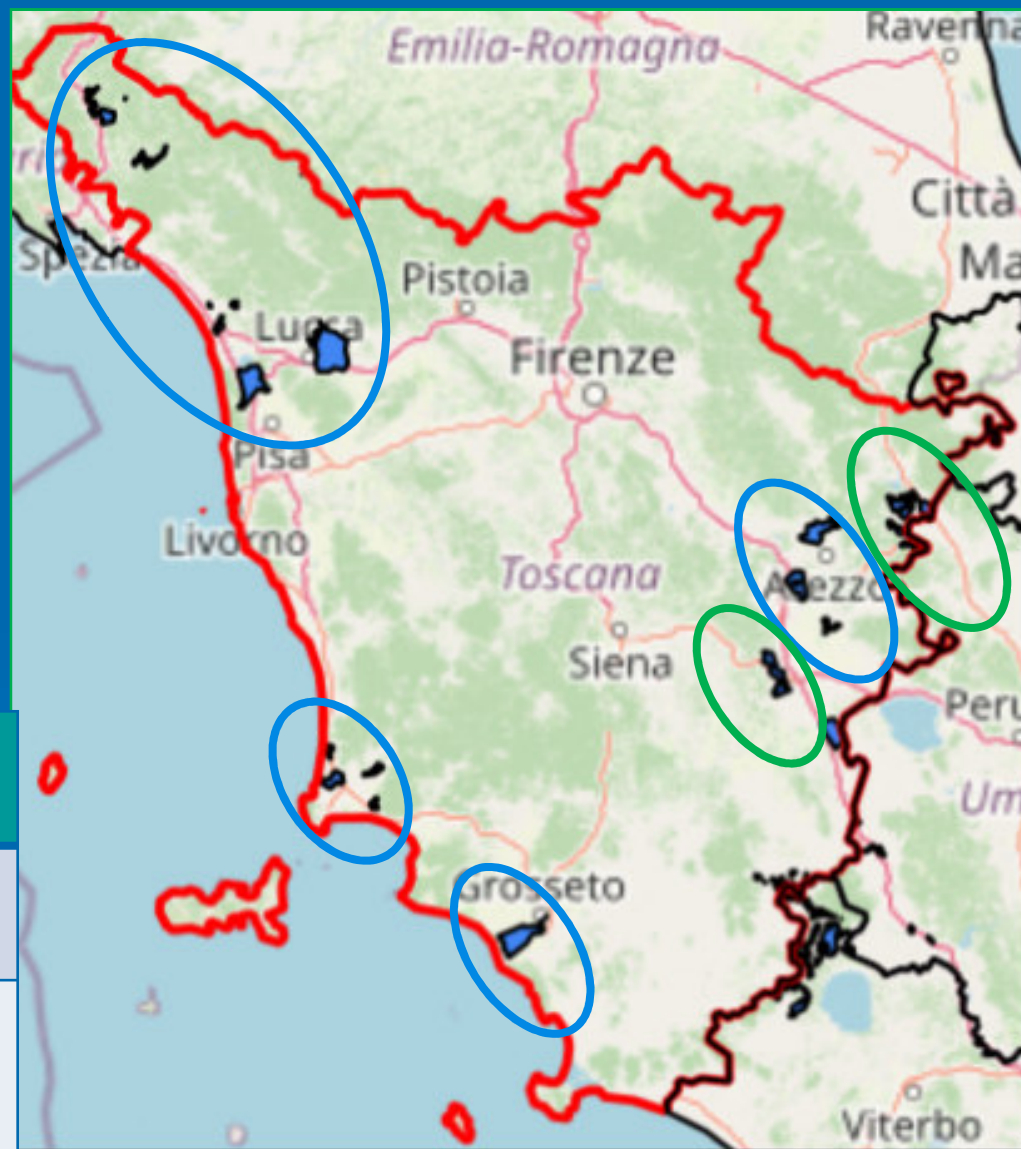 Emilia-Romagna
Ravenna
Città
Ma
Spezia
Pistoia
Lucca
Firenze
Pisa
Livorno
Toscana
Arezzo
Siena
Peru
Um
Grosseto
Viterbo